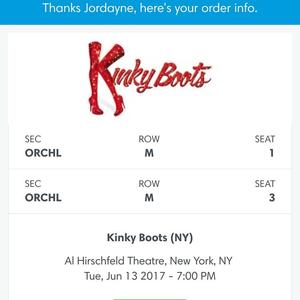 Thanks Jordayne, here's your order info.
Kinky Boots
SEC ROW SEAT
ORCHL M 1
SEC ROW SEAT
ORCHL M 3
Kinky Boots (NY)
Al Hirschfeld Theatre, New York, NY
Tue, Jun 13 2017 - 7:00 PM